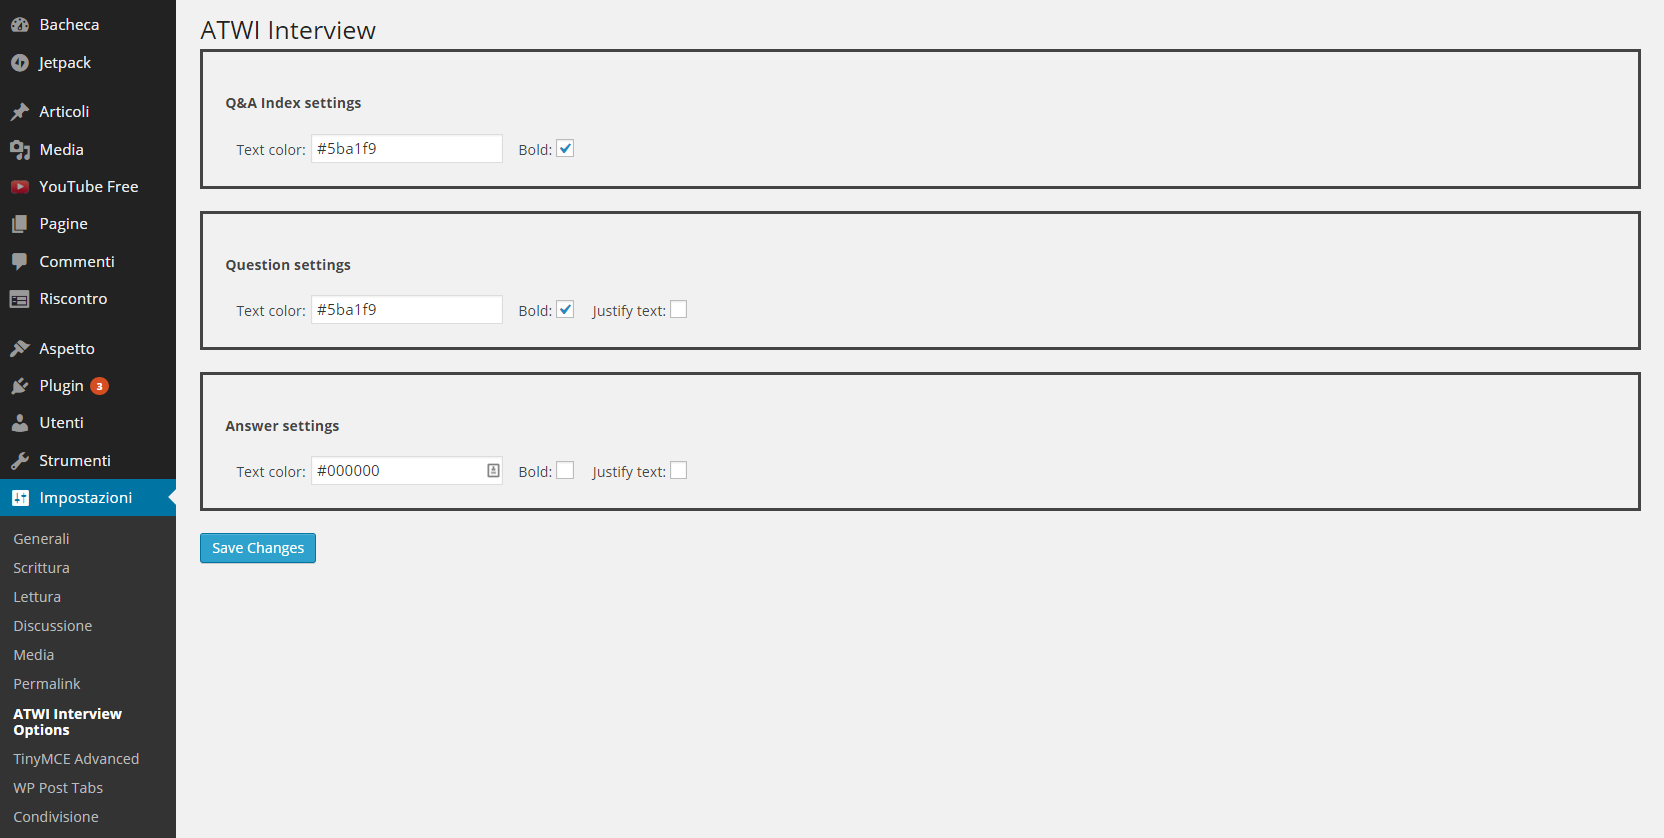 Bacheca
Jetpack
Articoli
Media
YouTube Free
Pagine
Commenti
Riscontro
Aspetto
Plugin 3
Utenti
Strumenti
Impostazioni
Generali
Scrittura
Lettura
Discussione
Media
Permalink
ATWI Interview
Options
TinyMCE Advanced
WP Post Tabs
Condivisione
ATWI Interview
Q&A Index settings
Text color: #5ba1f9 Bold:
Question settings
Text color: #5ba1f9 Bold: Justify text:
Answer settings
Text color: #000000 Bold: Justify text:
Save Changes